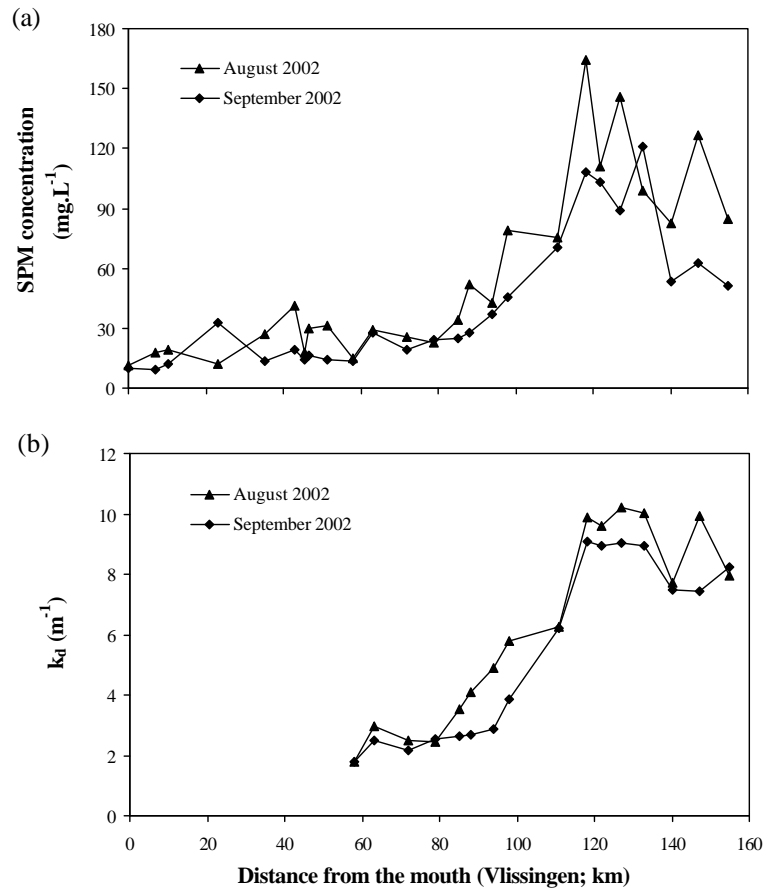 (a)
180
150
120
90
60
30
0
SPM concentration
(mg.L-1)
August 2002
September 2002
(b)
12
10
8
6
4
2
0
kd (m-1)
August 2002
September 2002
0 20 40 60 80 100 120 140 160
Distance from the mouth (Vlissingen; km)